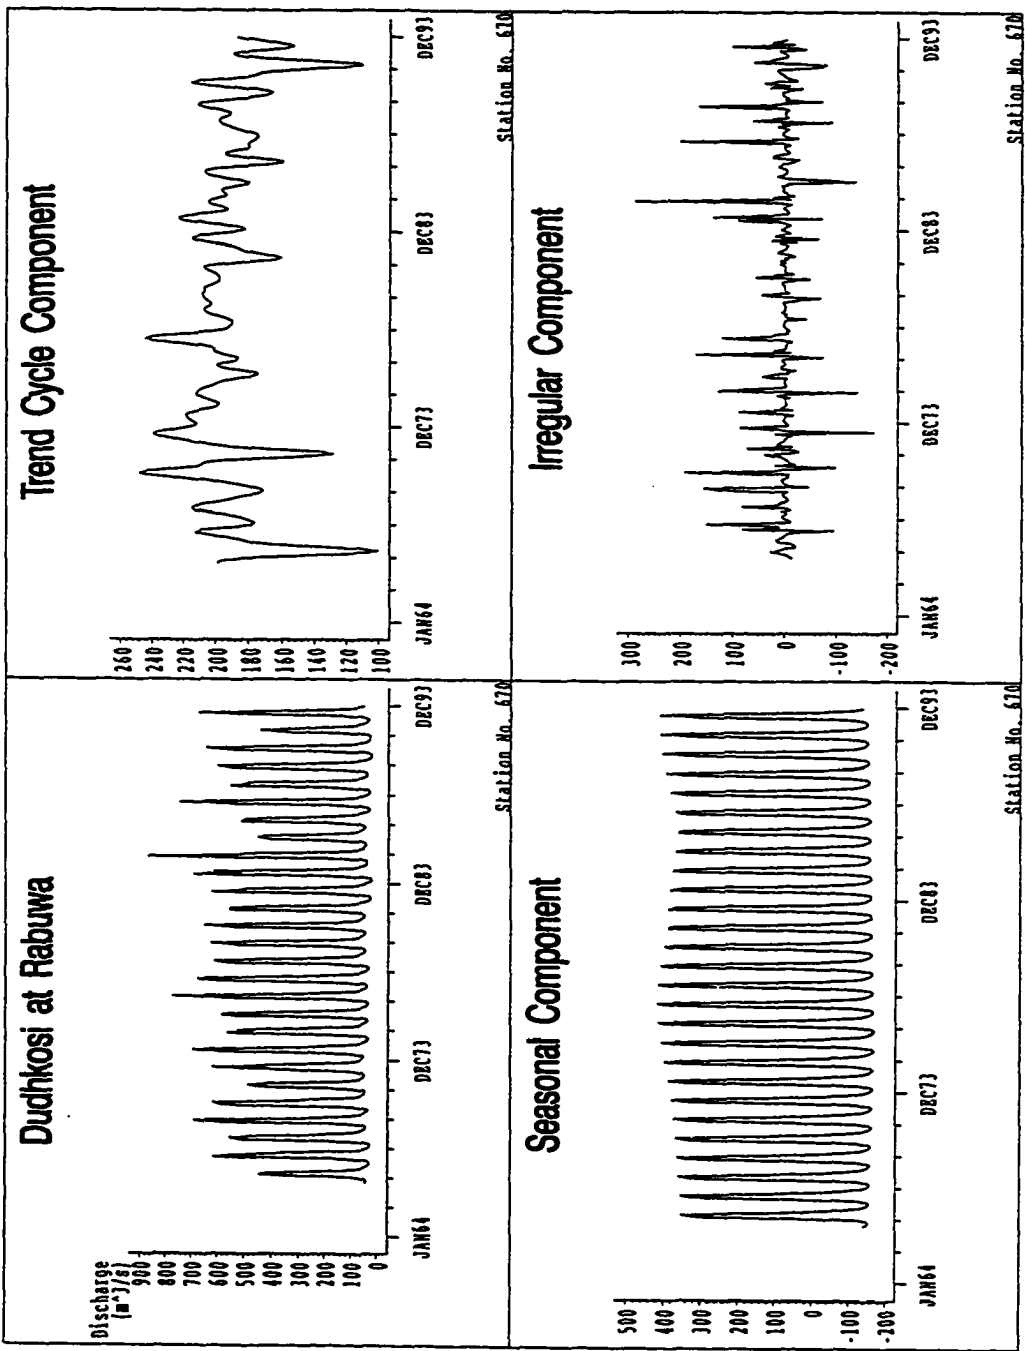 Dudhkosi at Rabuwa
Discharge
(m^3/s)
900
800
700
600
500
400
300
200
100
0
JAN64
DEC73
DEC83
DEC93
Station No. 670
Trend Cycle Component
260
240
220
200
180
160
140
120
100
JAN64
DEC73
DEC83
DEC93
Station No. 670
Seasonal Component
500
400
300
200
100
0
-100
-200
JAN64
DEC73
DEC83
DEC93
Station No. 670
Irregular Component
300
200
100
0
-100
-200
JAN64
DEC73
DEC83
DEC93
Station No. 670